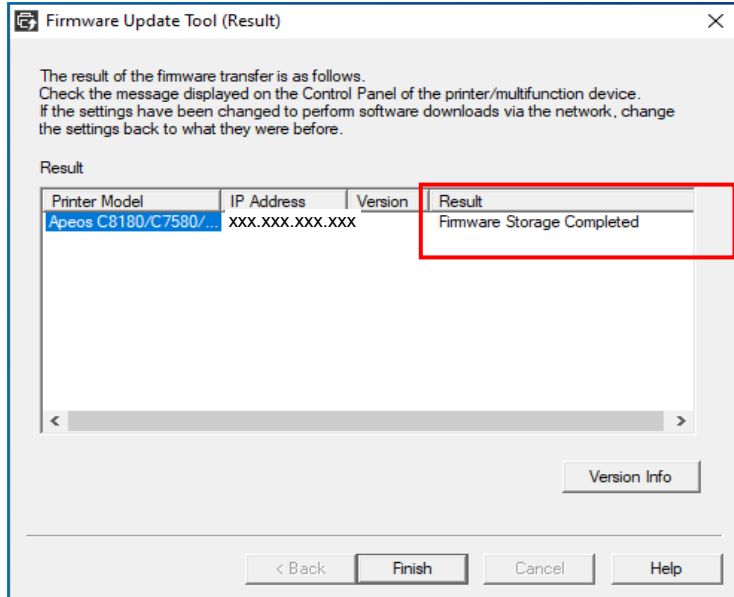 Firmware Update Tool (Result)
The result of the firmware transfer is as follows.
Check the message displayed on the Control Panel of the printer/multifunction device.
If the settings have been changed to perform software downloads via the network, change
the settings back to what they were before.
Result
Printer Model IP Address Version Result
Apeos C8180/C7580/... xxx.xxx.xxx.xxx Firmware Storage Completed
Version Info
< Back Finish Cancel Help